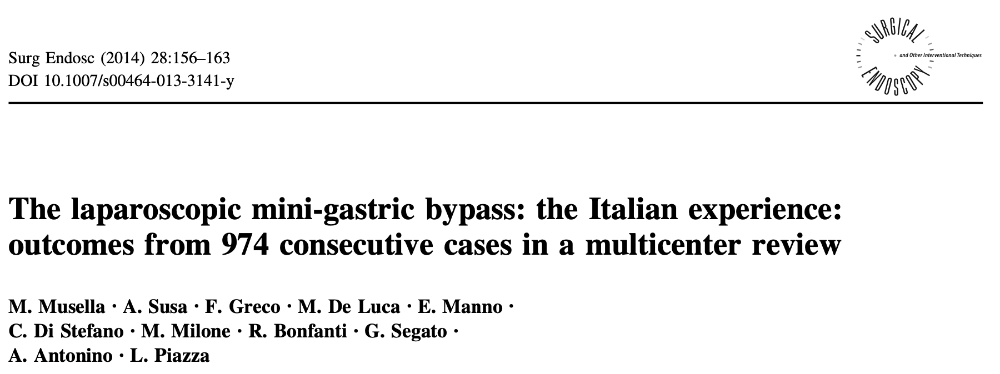 Surg Endosc (2014) 28:156–163
DOI 10.1007/s00464-013-3141-y
SURGICAL
and Other Interventional Techniques
ENDOSCOPY
The laparoscopic mini-gastric bypass: the Italian experience:
outcomes from 974 consecutive cases in a multicenter review
M. Musella · A. Susa · F. Greco · M. De Luca · E. Manno ·
C. Di Stefano · M. Milone · R. Bonfanti · G. Segato ·
A. Antonino · L. Piazza